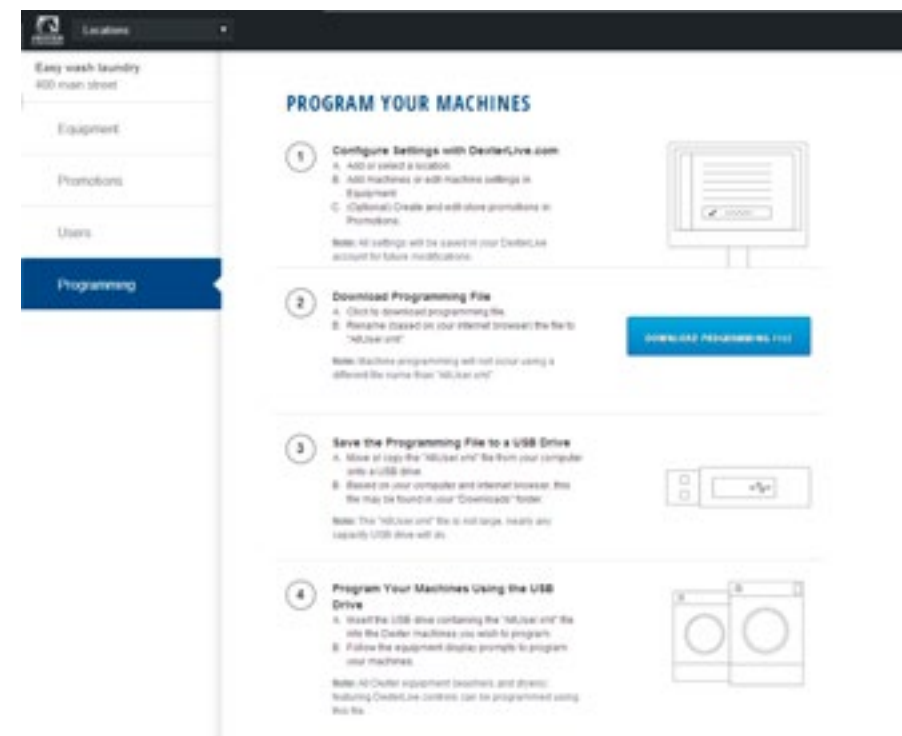 Locations
Easy wash laundry
400 main street
Equipment
Promotions
Users
Programming
PROGRAM YOUR MACHINES
1
Configure Settings with DexterLive.com
A. Add or select a location.
B. Add machines or edit machine settings in
Equipment
C. (Optional) Create and edit store promotions in
Promotions.
Note: All settings will be saved in your DexterLive
account for future modifications.
2
Download Programming File
A. Click to download programming file.
B. Rename (based on your internet browser) the file to
"AllUser.xml"
Note: Machine programming will not occur using a
different file name than "AllUser.xml"
DOWNLOAD PROGRAMMING FILE
3
Save the Programming File to a USB Drive
A. Move or copy the "AllUser.xml" file from your computer
onto a USB drive.
B. Based on your computer and internet browser, this
file may be found in your "Downloads" folder.
Note: The "AllUser.xml" file is not large, nearly any
capacity USB drive will do.
4
Program Your Machines Using the USB
Drive
A. Insert the USB drive containing the "AllUser.xml" file
into the Dexter machines you wish to program.
B. Follow the equipment display prompts to program
your machines.
Note: All Dexter equipment (washers and dryers)
featuring DexterLive controls can be programmed using
this file.